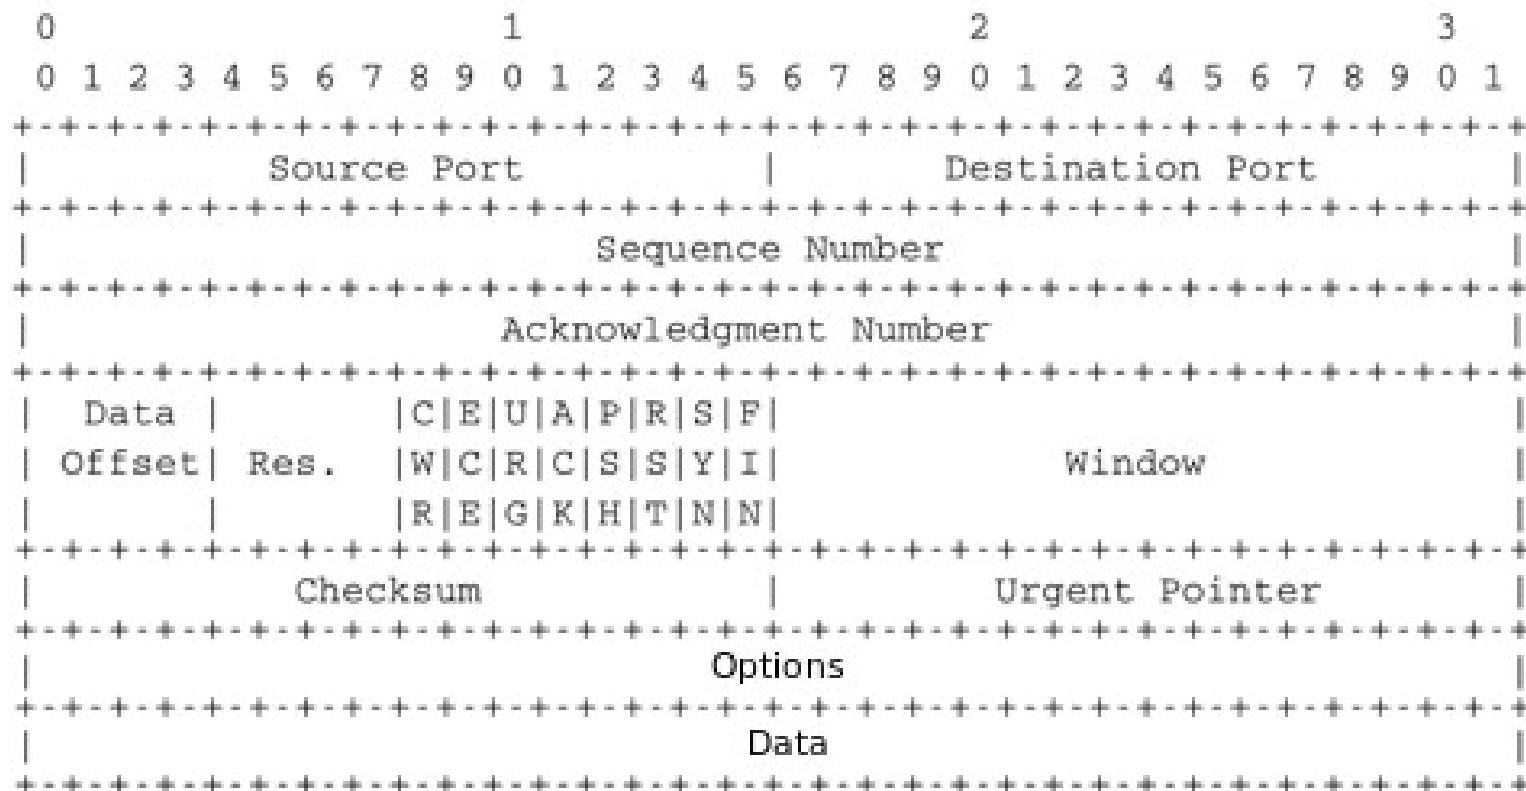 0                   1                   2                   3
0 1 2 3 4 5 6 7 8 9 0 1 2 3 4 5 6 7 8 9 0 1 2 3 4 5 6 7 8 9 0 1
+-+-+-+-+-+-+-+-+-+-+-+-+-+-+-+-+-+-+-+-+-+-+-+-+-+-+-+-+-+-+-+-+
|          Source Port          |       Destination Port        |
+-+-+-+-+-+-+-+-+-+-+-+-+-+-+-+-+-+-+-+-+-+-+-+-+-+-+-+-+-+-+-+-+
|                        Sequence Number                        |
+-+-+-+-+-+-+-+-+-+-+-+-+-+-+-+-+-+-+-+-+-+-+-+-+-+-+-+-+-+-+-+-+
|                    Acknowledgment Number                      |
+-+-+-+-+-+-+-+-+-+-+-+-+-+-+-+-+-+-+-+-+-+-+-+-+-+-+-+-+-+-+-+-+
|  Data |       |C|E|U|A|P|R|S|F|                               |
| Offset| Res.  |W|C|R|C|S|S|Y|I|            Window             |
|       |       |R|E|G|K|H|T|N|N|                               |
+-+-+-+-+-+-+-+-+-+-+-+-+-+-+-+-+-+-+-+-+-+-+-+-+-+-+-+-+-+-+-+-+
|           Checksum            |         Urgent Pointer        |
+-+-+-+-+-+-+-+-+-+-+-+-+-+-+-+-+-+-+-+-+-+-+-+-+-+-+-+-+-+-+-+-+
|                            Options                            |
+-+-+-+-+-+-+-+-+-+-+-+-+-+-+-+-+-+-+-+-+-+-+-+-+-+-+-+-+-+-+-+-+
|                             Data                              |
+-+-+-+-+-+-+-+-+-+-+-+-+-+-+-+-+-+-+-+-+-+-+-+-+-+-+-+-+-+-+-+-+